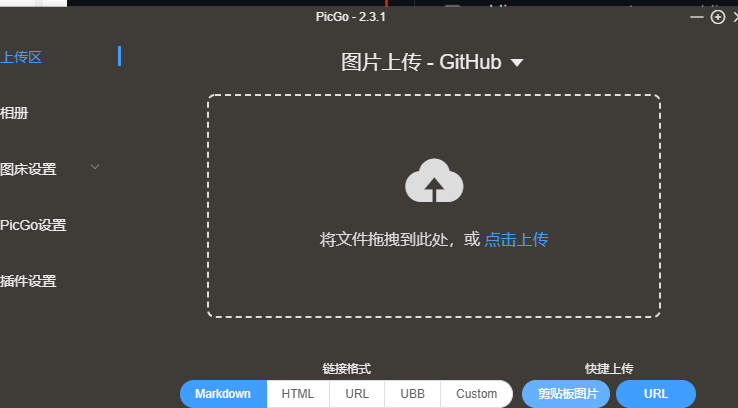 PicGo - 2.3.1
上传区
相册
图床设置
PicGo设置
插件设置
图片上传 - GitHub
将文件拖拽到此处，或 点击上传
链接格式
Markdown HTML URL UBB Custom
快捷上传
剪贴板图片 URL